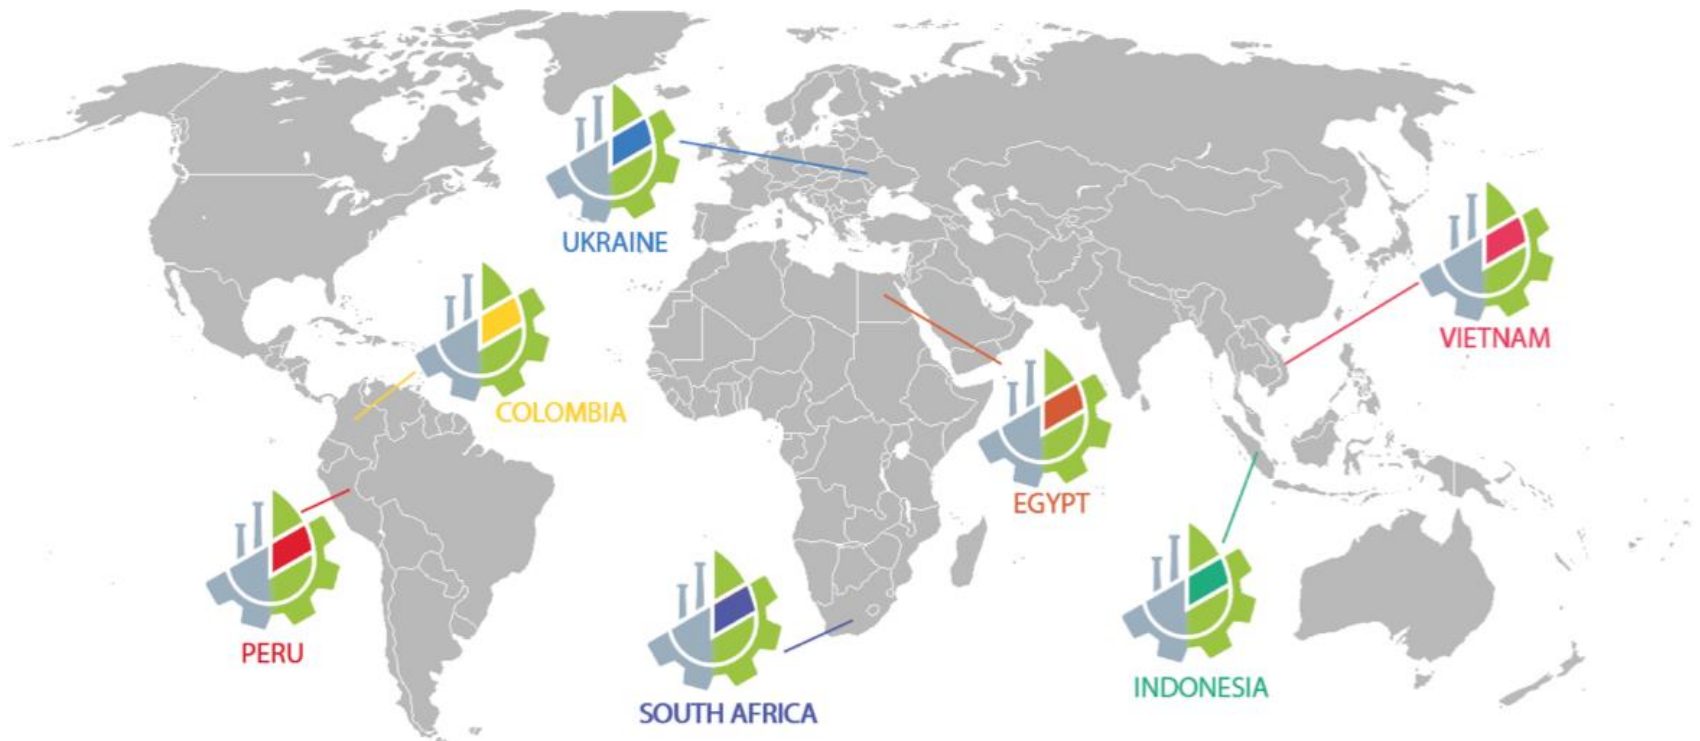 UKRAINE
VIETNAM
COLOMBIA
EGYPT
PERU
INDONESIA
SOUTH AFRICA